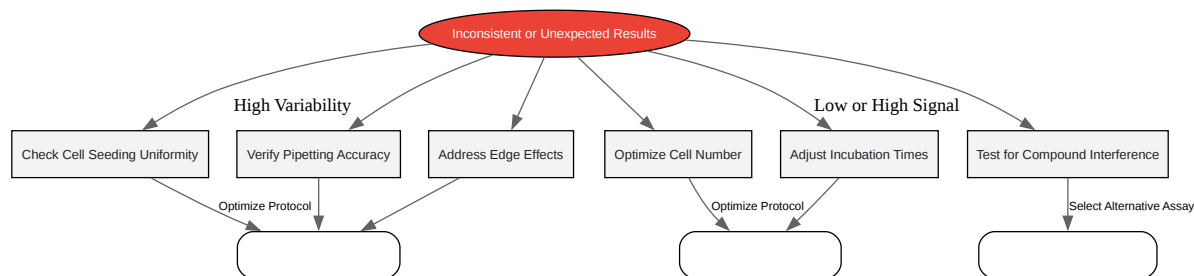 Inconsistent or Unexpected Results
High Variability
Low or High Signal
Check Cell Seeding Uniformity
Verify Pipetting Accuracy
Address Edge Effects
Optimize Cell Number
Adjust Incubation Times
Test for Compound Interference
Optimize Protocol
Optimize Protocol
Select Alternative Assay